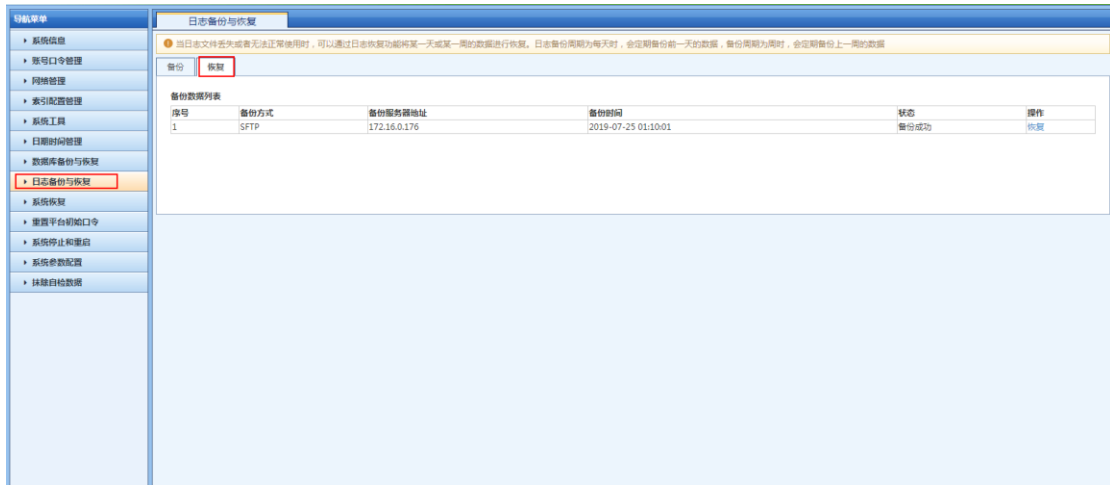 导航菜单
系统信息
账号口令管理
网络管理
索引配置管理
系统工具
日期时间管理
数据库备份与恢复
日志备份与恢复
系统恢复
重置平台初始口令
系统停止和重启
系统参数配置
抹除自检数据
日志备份与恢复
当日志文件丢失或者无法正常使用时，可以通过日志恢复功能将某一天或某一周的数据进行恢复。日志备份周期为每天时，会定期备份前一天的数据，备份周期为周时，会定期备份上一周的数据
备份 恢复
备份数据列表
序号 备份方式 备份服务器地址 备份时间 状态 操作
1 SFTP 172.16.0.176 2019-07-25 01:10:01 备份成功 恢复